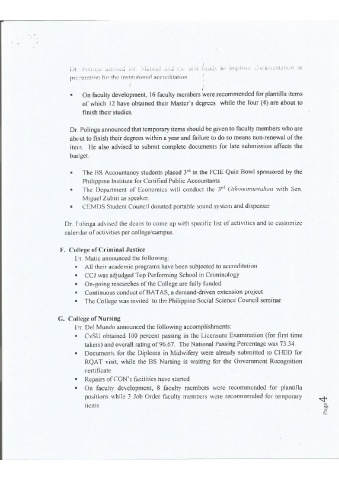 Dr. Polinga advised Dr. Manuel and the unit heads to improve documentation in
preparation for the institutional accreditation
• On faculty development, 16 faculty members were recommended for plantilla items
of which 12 have obtained their Master's degrees while the four (4) are about to
finish their studies
Dr. Polinga announced that temporary items should be given to faculty members who are
about to finish their degrees within a year and failure to do so means non-renewal of the
item. He also advised to submit complete documents for late submission affects the
budget.
• The BS Accountancy students placed 3rd in the FCIE Quiz Bowl sponsored by the
Philippine Institute for Certified Public Accountants
• The Department of Economics will conduct the 3rd with Sen.
Miguel Zubiri as speaker.
• CEMDS Student Council donated portable sound system and dispenser
Dr. Polinga advised the deans to come up with specific list of activities and to customize
calendar of activities per college/campus.
F. College of Criminal Justice
Dr. Matic announced the following:
• All their academic programs have been subjected to accreditation
• CCJ was adjudged Top Performing School in Criminology
• On-going researches of the College are fully funded
• Continuous conduct of BATAS, a demand-driven extension project
• The College was invited to the Philippine Social Science Council seminar
G. College of Nursing
Dr. Del Mundo announced the following accomplishments:
• CvSU obtained 100 percent passing in the Licensure Examination (for first time
takers) and overall rating of 96.67. The National Passing Percentage was 73.34
• Documents for the Diploma in Midwifery were already submitted to CHED for
RQAT visit, while the BS Nursing is waiting for the Government Recognition
certificate
• Repairs of CON's facilities have started
• On faculty development, 8 faculty members were recommended for plantilla
positions while 3 Job Order faculty members were recommended for temporary
items
Page 4